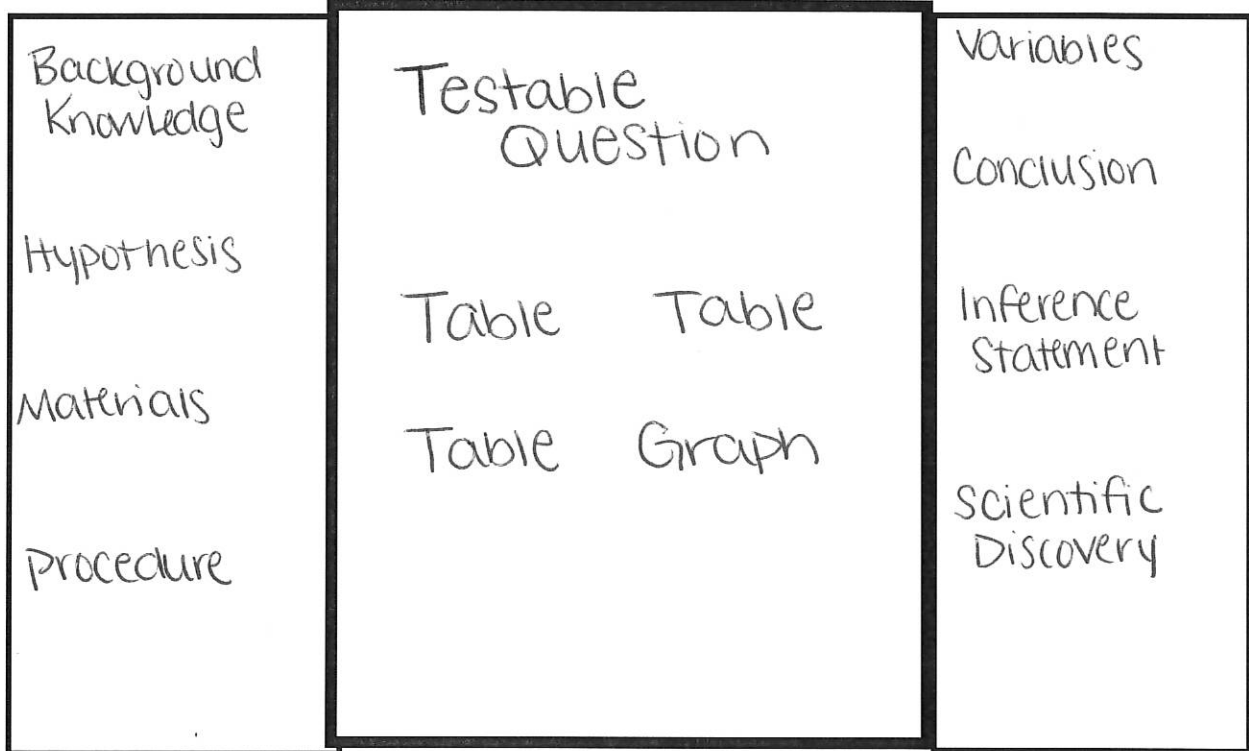 Background
Knowledge
Hypothesis
Materials
Procedure
Testable
Question
Table Table
Table Graph
Variables
Conclusion
Inference
Statement
Scientific
Discovery